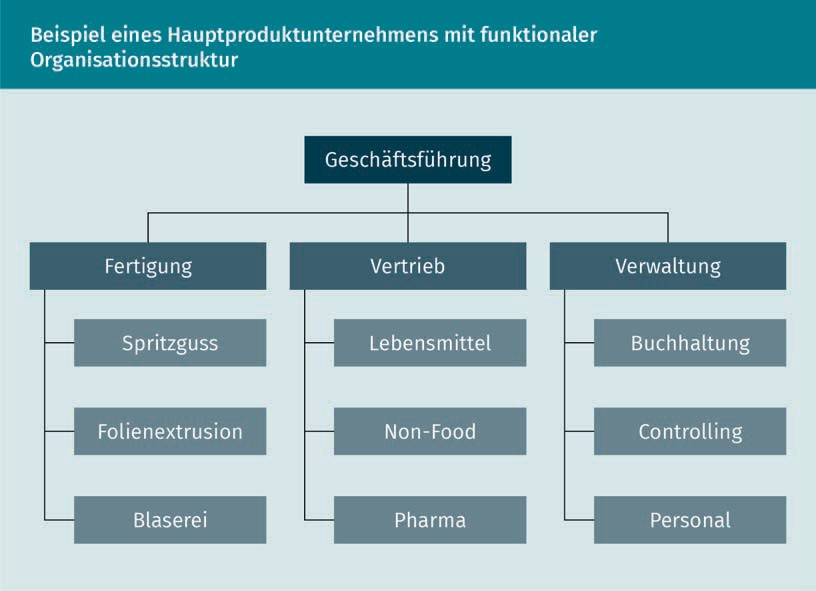 Beispiel eines Hauptproduktunternehmens mit funktionaler
Organisationsstruktur
Geschäftsführung
Fertigung
Vertrieb
Verwaltung
Spritzguss
Lebensmittel
Buchhaltung
Folienextrusion
Non-Food
Controlling
Blaserei
Pharma
Personal